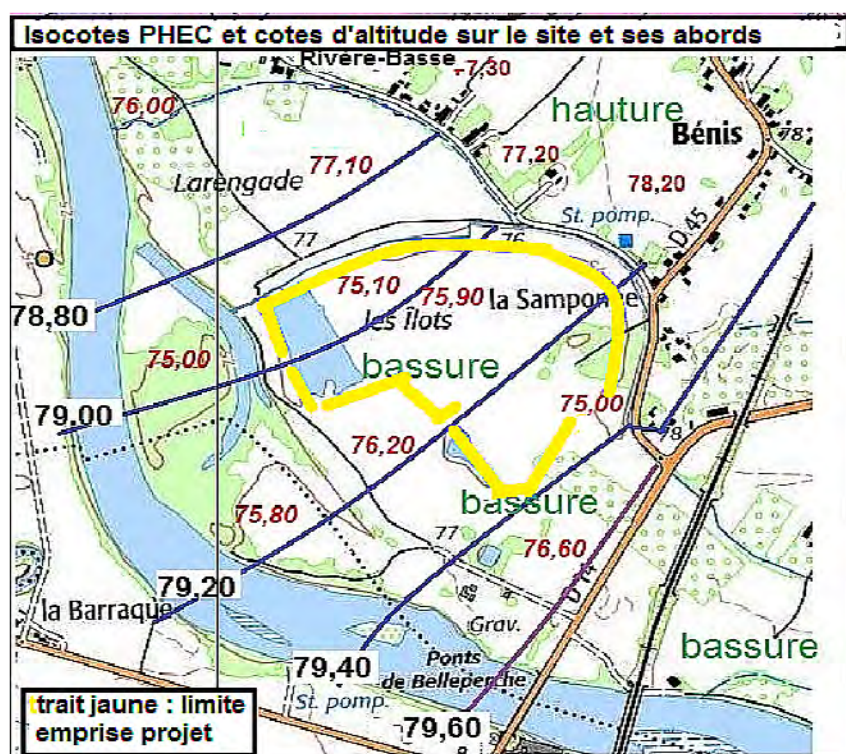 Isocotes PHEC et cotes d'altitude sur le site et ses abords
Rivère-Basse
7,30
76,00
hauture
Bénis
78
77,10
77,20
Larengade
78,20
St. pomp.
D 45
77
76
75,10
75,90
la Samponne
78,80
les Îlots
75,00
bassure
79,00
75,00
76,20
78
bassure
75,80
77
76,60
79,20
D 14
la Barraque
Grav.
bassure
79,40
Ponts
de Belleperche
St. pomp.
79,60
trait jaune : limite
emprise projet